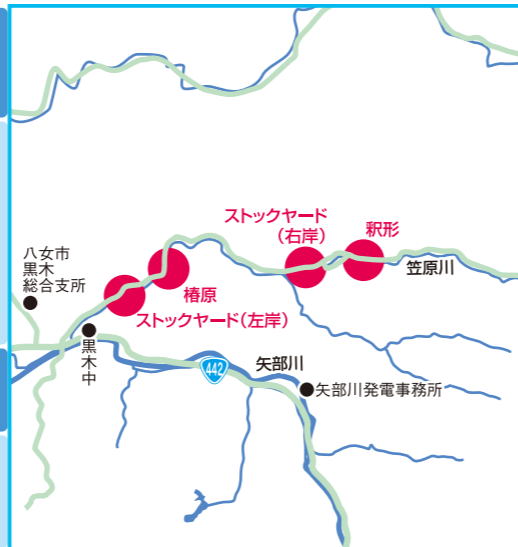 ストックヤード
（右岸）
釈形
笠原川
八女市
黒木
総合支所
椿原
ストックヤード（左岸）
黒木中
矢部川
442
矢部川発電事務所